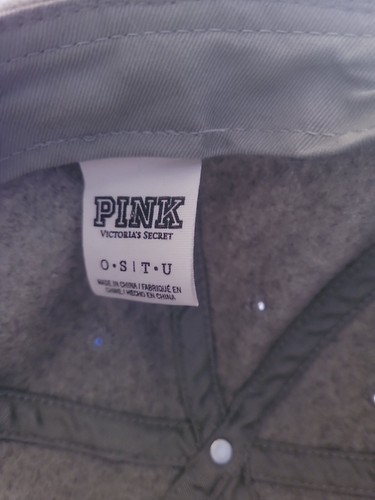 PINK
VICTORIA'S SECRET
O•S|T•U
MADE IN CHINA / FABRIQUÉ EN
CHINE / HECHO EN CHINA